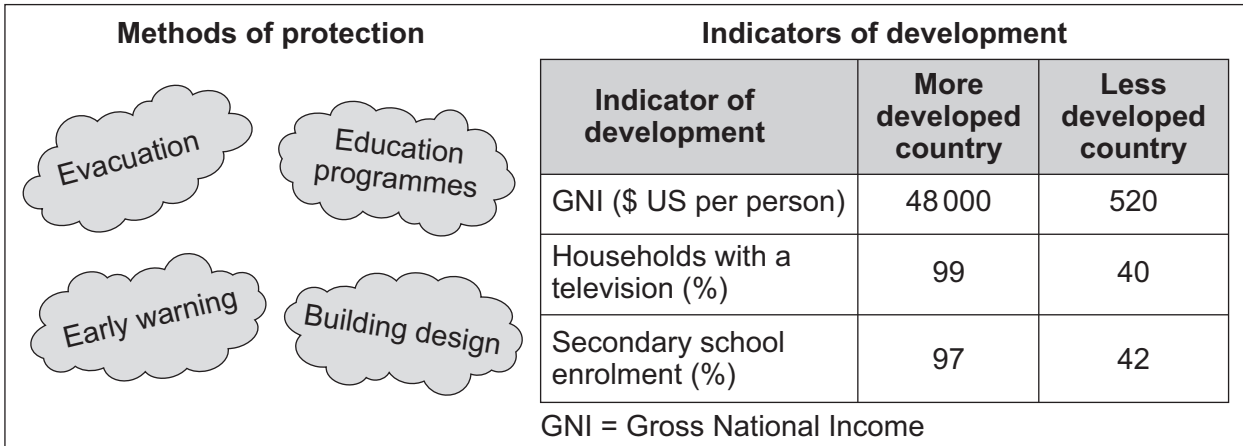 Methods of protection
Evacuation
Education
programmes
Early warning
Building design
Indicators of development
Indicator of
development
More
developed
country
Less
developed
country
GNI ($ US per person)
48 000
520
Households with a
television (%)
99
40
Secondary school
enrolment (%)
97
42
GNI = Gross National Income